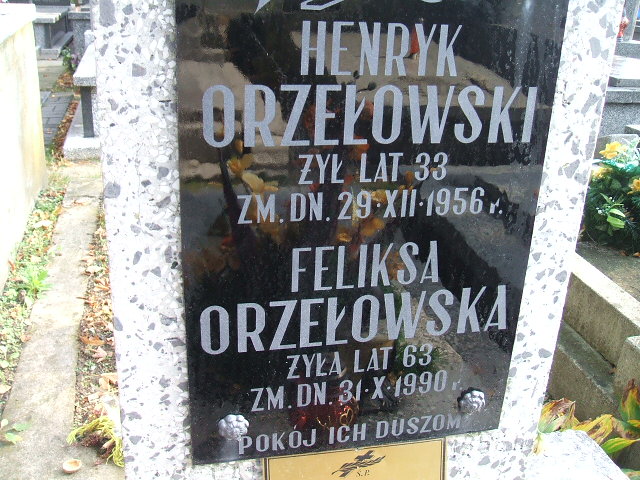 HENRYK
ORZEŁOWSKI
ŻYŁ LAT 33
ZM. DN. 29·XII·1956 r.
FELIKSA
ORZEŁOWSKA
ŻYŁA LAT 63
ZM. DN. 31·X·1990 r.
POKÓJ ICH DUSZOM
Ś.P.